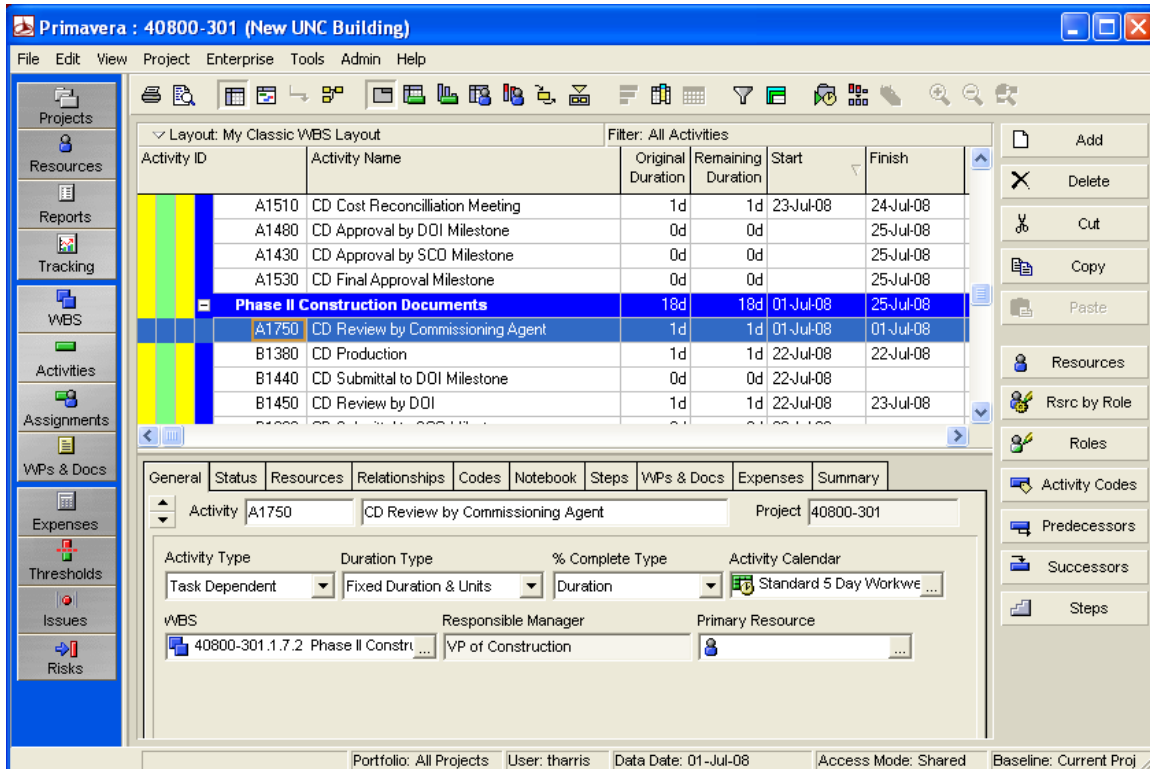 Primavera : 40800-301 (New UNC Building)
File Edit View Project Enterprise Tools Admin Help
Projects
Resources
Reports
Tracking
WBS
Activities
Assignments
WPs & Docs
Expenses
Thresholds
Issues
Risks
Layout: My Classic WBS Layout Filter: All Activities
Activity ID Activity Name Original Duration Remaining Duration Start Finish
A1510 CD Cost Reconcilliation Meeting 1d 1d 23-Jul-08 24-Jul-08
A1480 CD Approval by DOI Milestone 0d 0d 25-Jul-08
A1430 CD Approval by SCO Milestone 0d 0d 25-Jul-08
A1530 CD Final Approval Milestone 0d 0d 25-Jul-08
Phase II Construction Documents 18d 18d 01-Jul-08 25-Jul-08
A1750 CD Review by Commissioning Agent 1d 1d 01-Jul-08 01-Jul-08
B1380 CD Production 1d 1d 22-Jul-08 22-Jul-08
B1440 CD Submittal to DOI Milestone 0d 0d 22-Jul-08
B1450 CD Review by DOI 1d 1d 22-Jul-08 23-Jul-08
General Status Resources Relationships Codes Notebook Steps WPs & Docs Expenses Summary
Activity A1750 CD Review by Commissioning Agent Project 40800-301
Activity Type Duration Type % Complete Type Activity Calendar
Task Dependent Fixed Duration & Units Duration Standard 5 Day Workwe ...
WBS Responsible Manager Primary Resource
40800-301.1.7.2 Phase II Constru ... VP of Construction ...
Add
Delete
Cut
Copy
Paste
Resources
Rsrc by Role
Roles
Activity Codes
Predecessors
Successors
Steps
Portfolio: All Projects User: tharris Data Date: 01-Jul-08 Access Mode: Shared Baseline: Current Proj